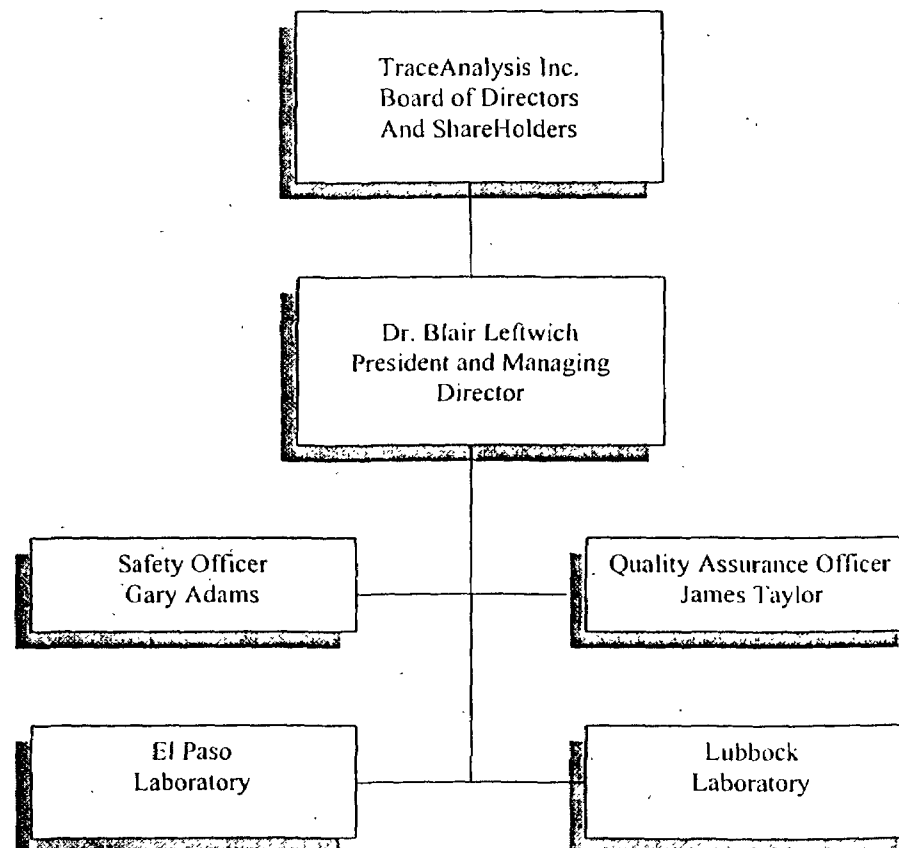 TraceAnalysis Inc.
Board of Directors
And ShareHolders
Dr. Blair Leftwich
President and Managing
Director
Safety Officer
Gary Adams
Quality Assurance Officer
James Taylor
El Paso
Laboratory
Lubbock
Laboratory